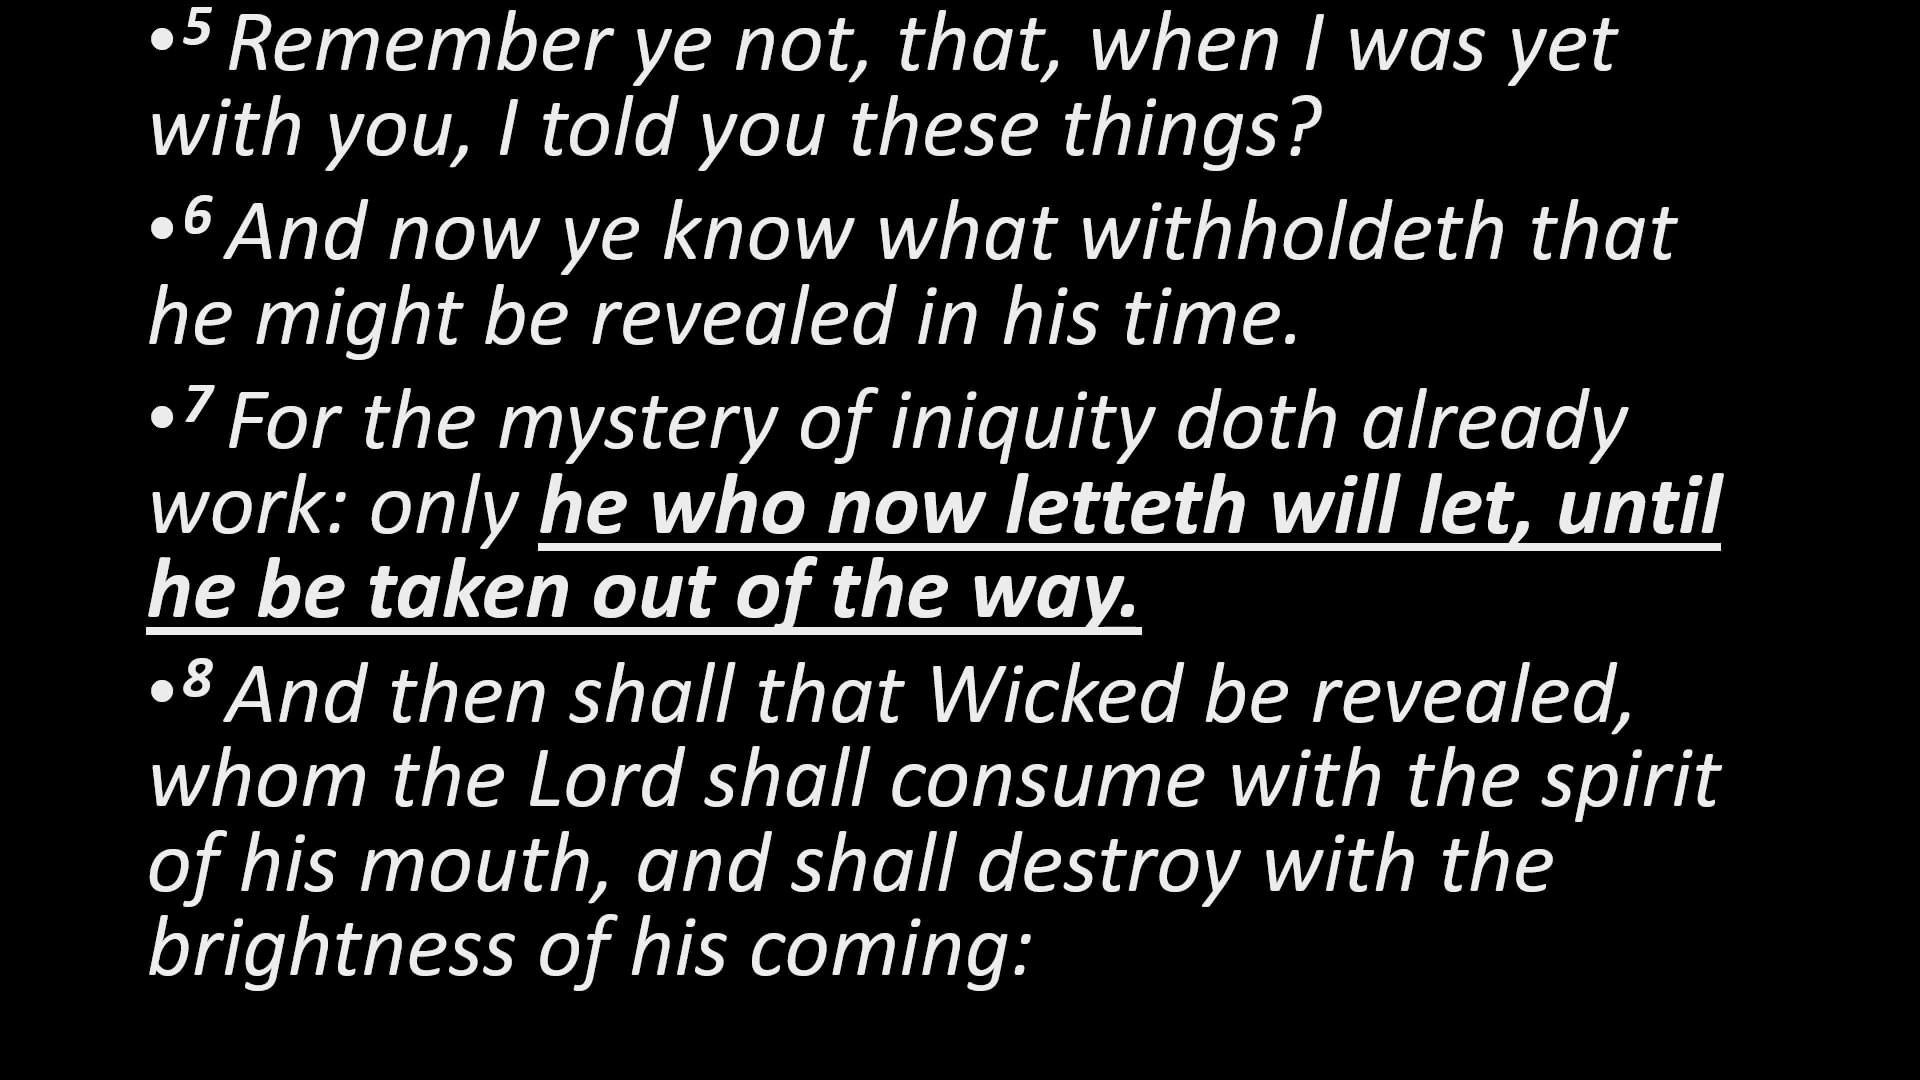 •5 Remember ye not, that, when I was yet
with you, I told you these things?
•6 And now ye know what withholdeth that
he might be revealed in his time.
•7 For the mystery of iniquity doth already
work: only he who now letteth will let, until
he be taken out of the way.
•8 And then shall that Wicked be revealed,
whom the Lord shall consume with the spirit
of his mouth, and shall destroy with the
brightness of his coming: